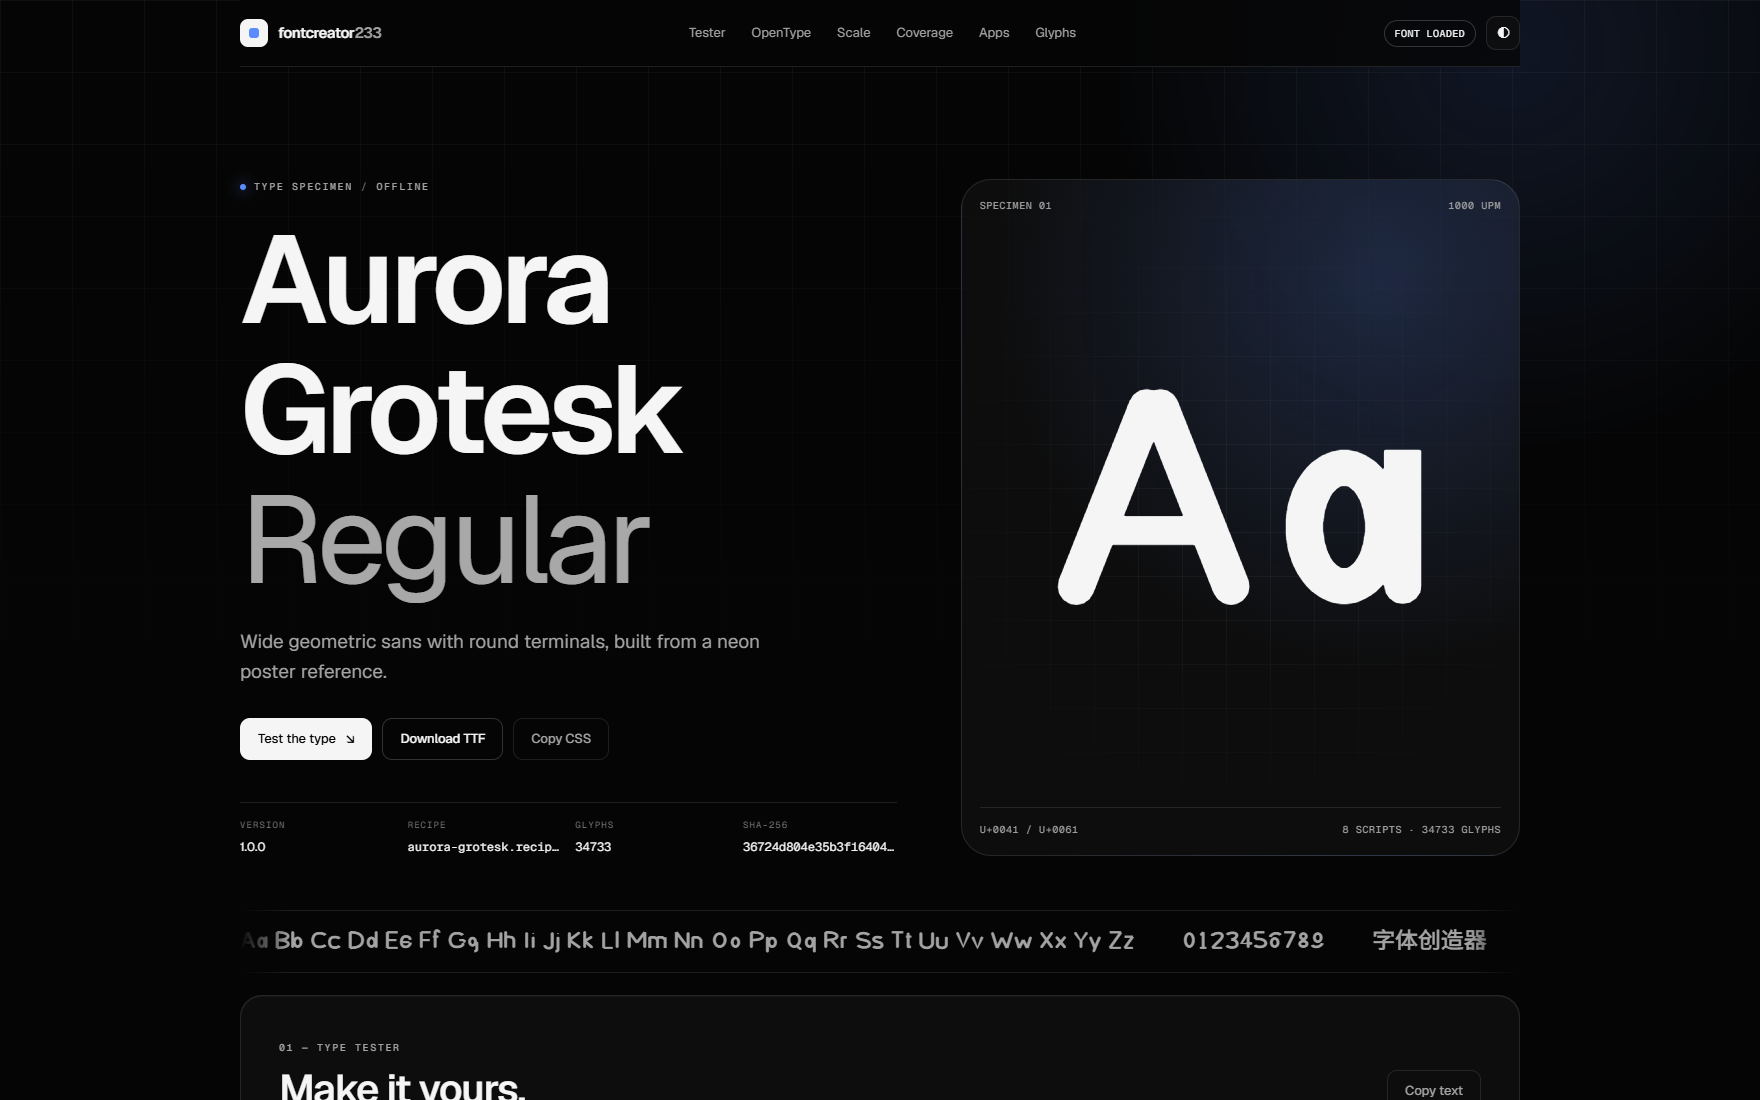 fontcreator233
Tester OpenType Scale Coverage Apps Glyphs
FONT LOADED
TYPE SPECIMEN / OFFLINE
Aurora
Grotesk
Regular
Wide geometric sans with round terminals, built from a neon
poster reference.
Test the type ↘ Download TTF Copy CSS
VERSION RECIPE GLYPHS SHA-256
1.0.0 aurora-grotesk.recip… 34733 36724d804e35b3f16404…
SPECIMEN 01 1000 UPM
Aa
U+0041 / U+0061 8 SCRIPTS · 34733 GLYPHS
Aa Bb Cc Dd Ee Ff Gg Hh Ii Jj Kk Ll Mm Nn Oo Pp Qq Rr Ss Tt Uu Vv Ww Xx Yy Zz 0123456789 字体创造器
01 — TYPE TESTER
Make it yours.
Copy text